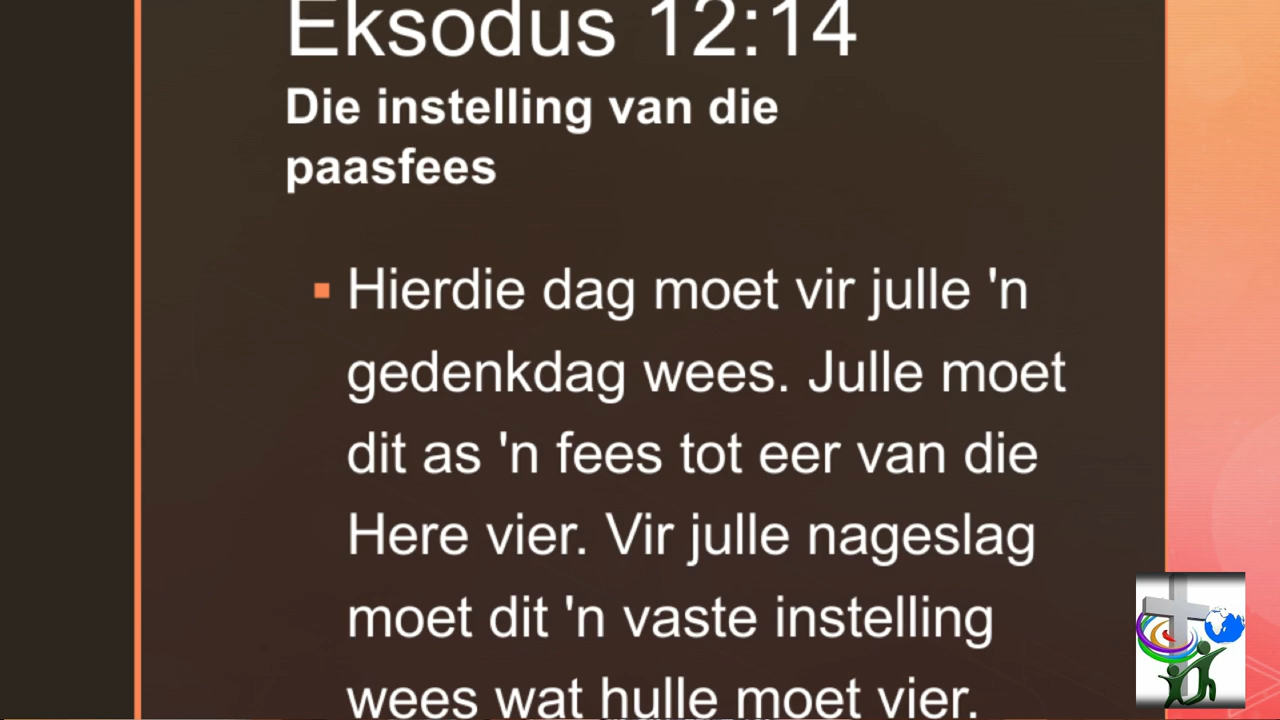 Eksodus 12:14
Die instelling van die
paasfees
▪ Hierdie dag moet vir julle 'n
gedenkdag wees. Julle moet
dit as 'n fees tot eer van die
Here vier. Vir julle nageslag
moet dit 'n vaste instelling
wees wat hulle moet vier.